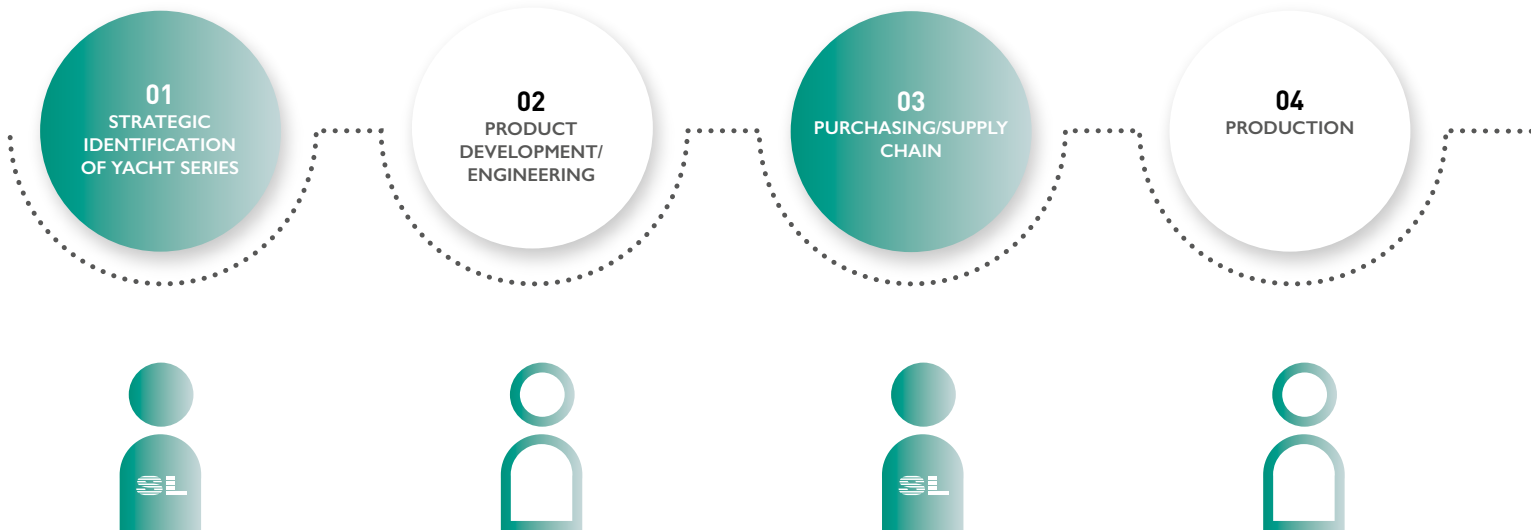 01
STRATEGIC
IDENTIFICATION
OF YACHT SERIES
02
PRODUCT
DEVELOPMENT/
ENGINEERING
03
PURCHASING/SUPPLY
CHAIN
04
PRODUCTION
SL
SL